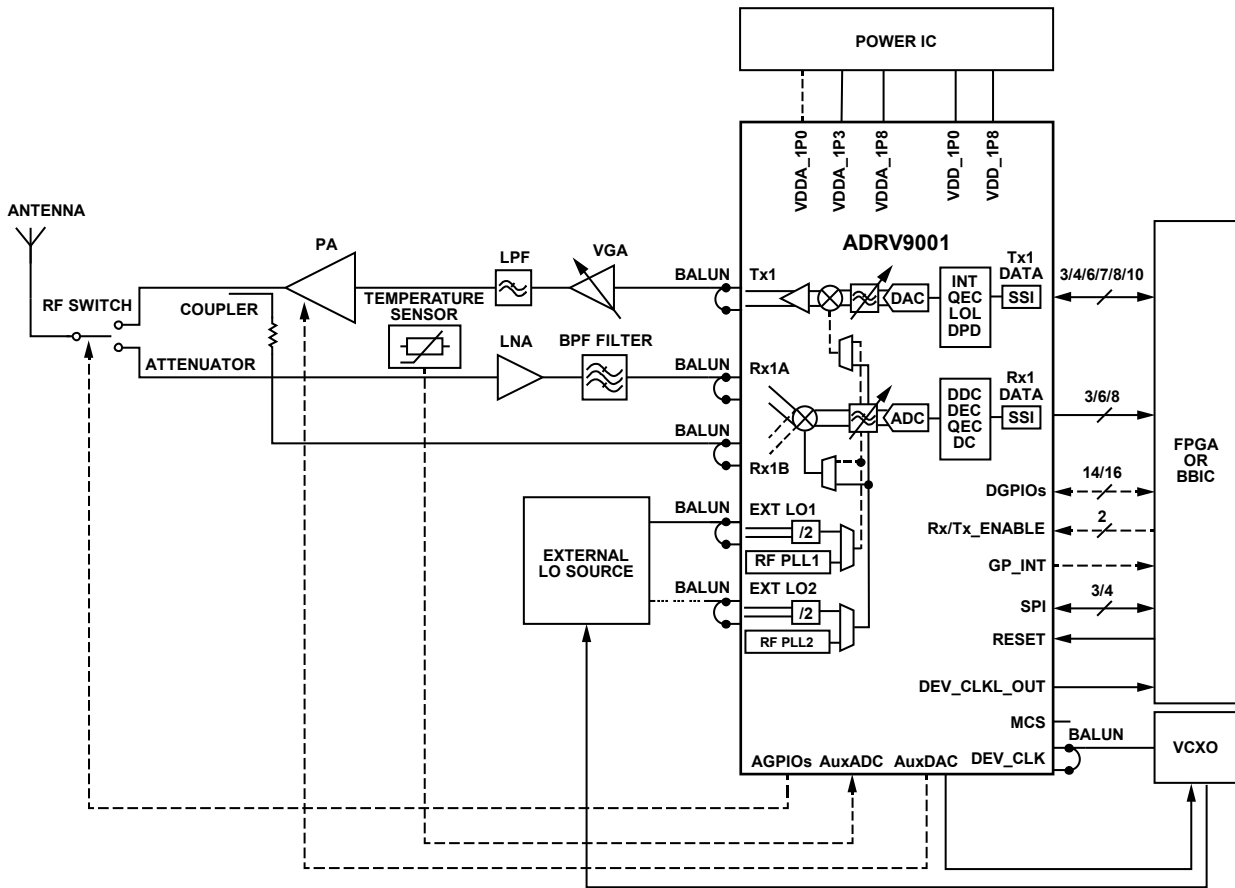 POWER IC
VDDA_1P0
VDDA_1P3
VDDA_1P8
VDD_1P0
VDD_1P8
ADRV9001
ANTENNA
RF SWITCH
COUPLER
ATTENUATOR
PA
TEMPERATURE
SENSOR
LPF
VGA
LNA
BPF FILTER
BALUN
Tx1
DAC
INT
QEC
LOL
DPD
Tx1
DATA
SSI
3/4/6/7/8/10
BALUN
Rx1A
ADC
DDC
DEC
QEC
DC
Rx1
DATA
SSI
3/6/8
BALUN
Rx1B
EXTERNAL
LO SOURCE
BALUN
EXT LO1
/2
RF PLL1
BALUN
EXT LO2
/2
RF PLL2
DGPIOs
14/16
Rx/Tx_ENABLE
2
GP_INT
SPI
3/4
RESET
DEV_CLKL_OUT
MCS
DEV_CLK
BALUN
FPGA
OR
BBIC
VCXO
AGPIOs
AuxADC
AuxDAC